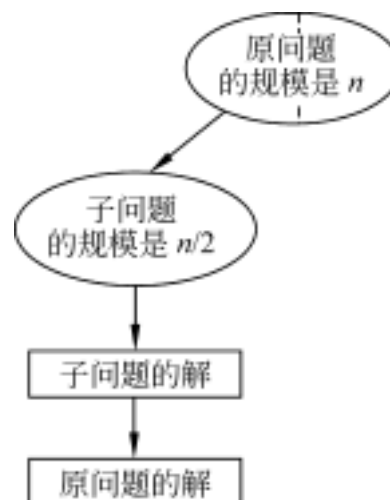 原问题
的规模是 n
子问题
的规模是 n/2
子问题的解
原问题的解